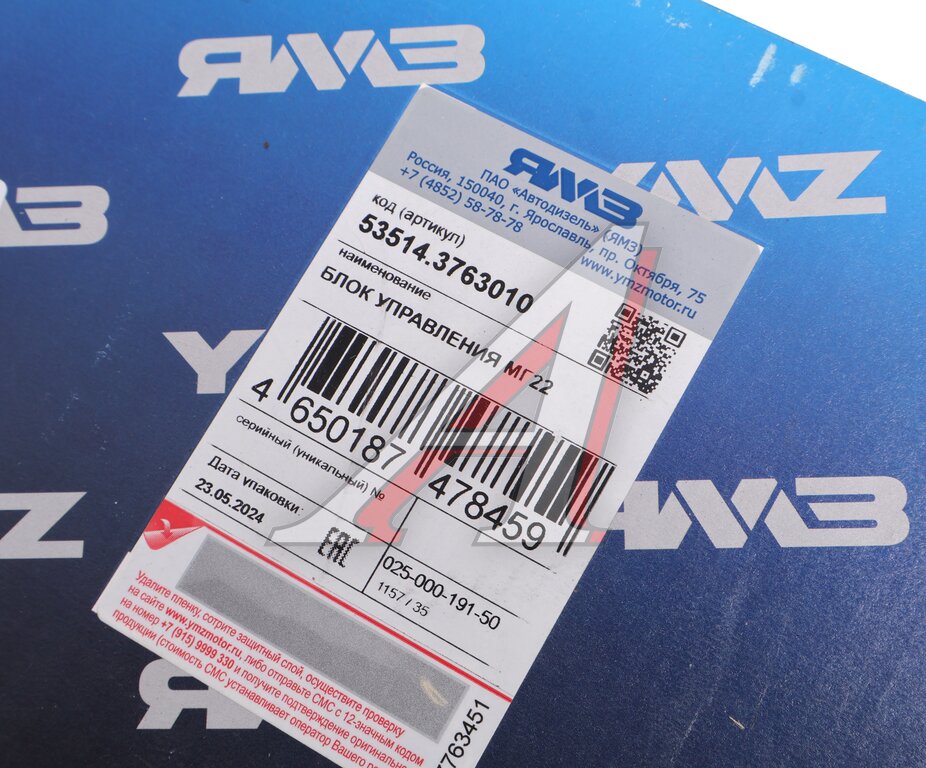 ЯМЗ
ЯМЗ
YMZ
ЯМЗ
ПАО «Автодизель» (ЯМЗ)
Россия, 150040, г. Ярославль, пр. Октября, 75
+7 (4852) 58-78-78 www.ymzmotor.ru
код (артикул)
53514.3763010
наименование
БЛОК УПРАВЛЕНИЯ МГ22
4 650187 478459
серийный (уникальный) №
Дата упаковки:
23.05.2024
EAC
025-000-191-50
1157 / 35
Удалите пленку, сотрите защитный слой, осуществите проверку
на сайте www.ymzmotor.ru, либо отправьте СМС с 12-значным кодом
на номер +7 (915) 9999 330 и получите подтверждение
продукции (стоимость СМС устанавливает оператор Вашего
763451
ЯМЗ